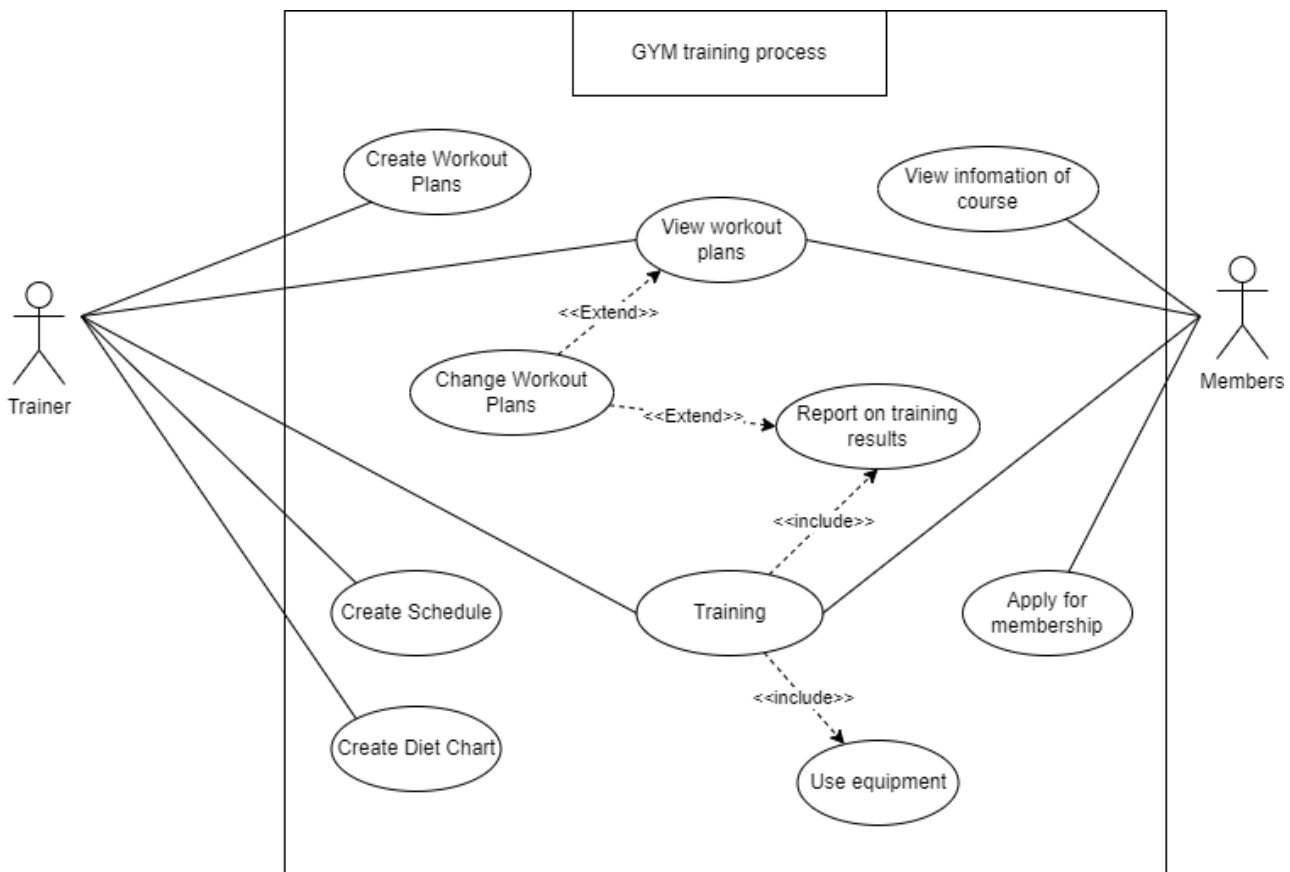 GYM training process
Create Workout
Plans
View infomation of
course
View workout
plans
<<Extend>>
Change Workout
Plans
<<Extend>>
Report on training
results
Trainer
Members
<<include>>
Create Schedule
Training
Apply for
membership
<<include>>
Create Diet Chart
Use equipment